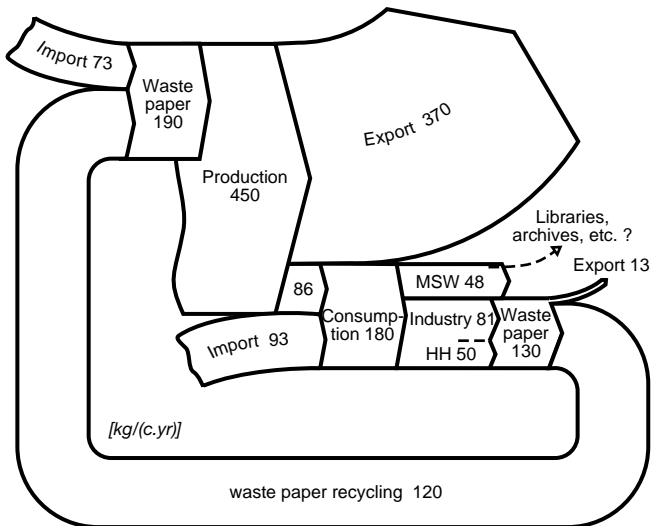 Import 73
Waste
paper
190
Production
450
Export 370
Libraries,
archives, etc. ?
Export 13
86
MSW 48
Consump-
tion 180
Industry 81
HH 50
Waste
paper
130
Import 93
[kg/(c.yr)]
waste paper recycling 120